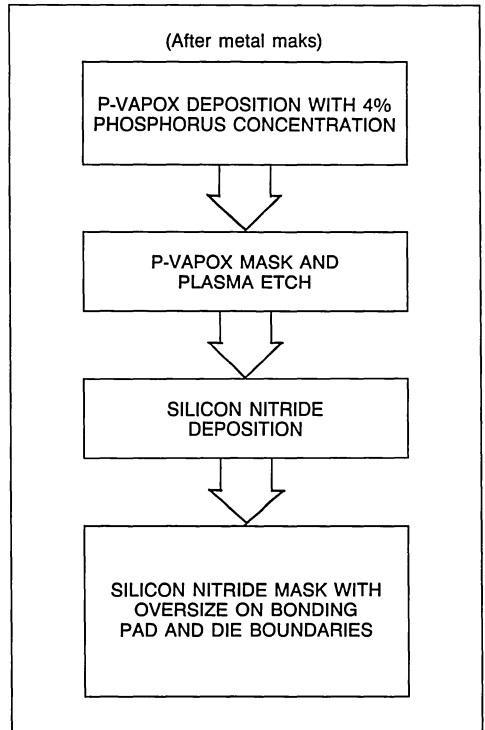 (After metal maks)
P-VAPOX DEPOSITION WITH 4%
PHOSPHORUS CONCENTRATION
P-VAPOX MASK AND
PLASMA ETCH
SILICON NITRIDE
DEPOSITION
SILICON NITRIDE MASK WITH
OVERSIZE ON BONDING
PAD AND DIE BOUNDARIES